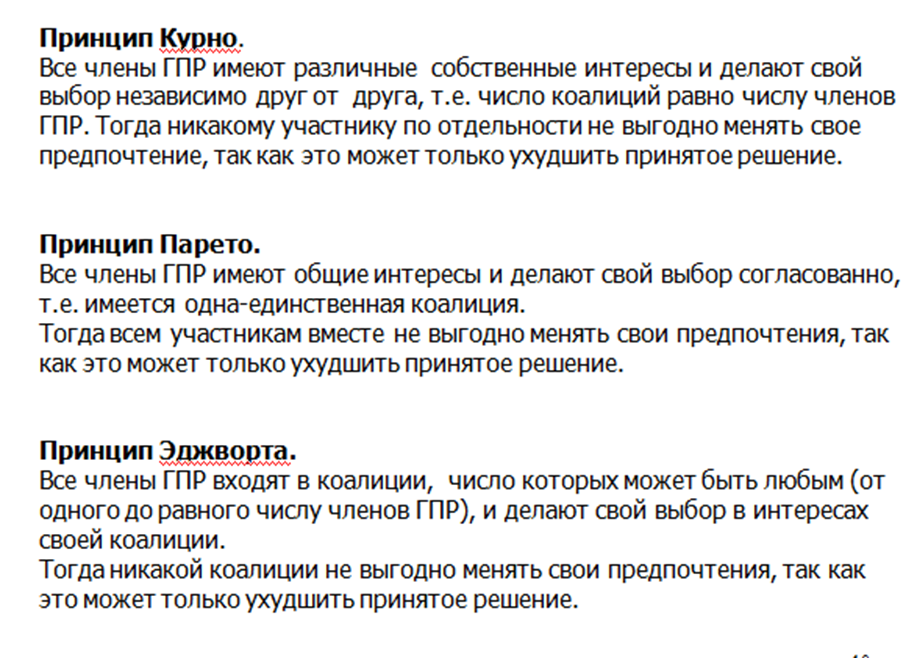 Принцип Курно.
Все члены ГПР имеют различные собственные интересы и делают свой
выбор независимо друг от друга, т.е. число коалиций равно числу членов
ГПР. Тогда никакому участнику по отдельности не выгодно менять свое
предпочтение, так как это может только ухудшить принятое решение.
Принцип Парето.
Все члены ГПР имеют общие интересы и делают свой выбор согласованно,
т.е. имеется одна-единственная коалиция.
Тогда всем участникам вместе не выгодно менять свои предпочтения, так
как это может только ухудшить принятое решение.
Принцип Эджворта.
Все члены ГПР входят в коалиции, число которых может быть любым (от
одного до равного числу членов ГПР), и делают свой выбор в интересах
своей коалиции.
Тогда никакой коалиции не выгодно менять свои предпочтения, так как
это может только ухудшить принятое решение.